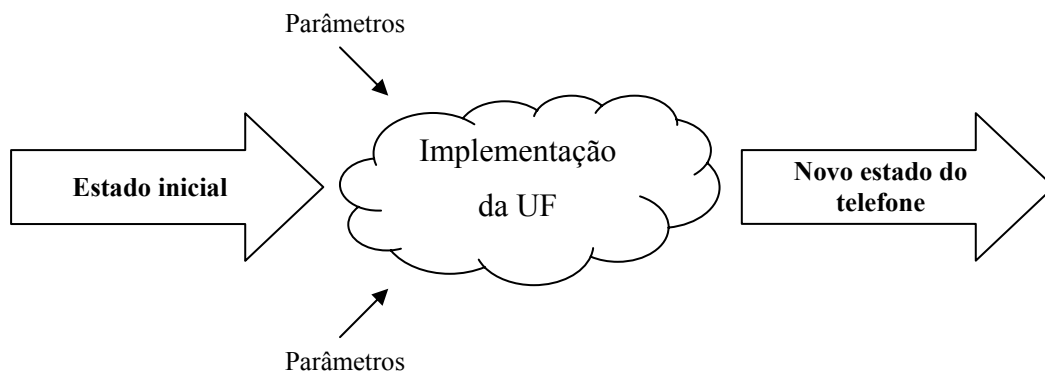 Parâmetros
Estado inicial
Implementação
da UF
Novo estado do
telefone
Parâmetros